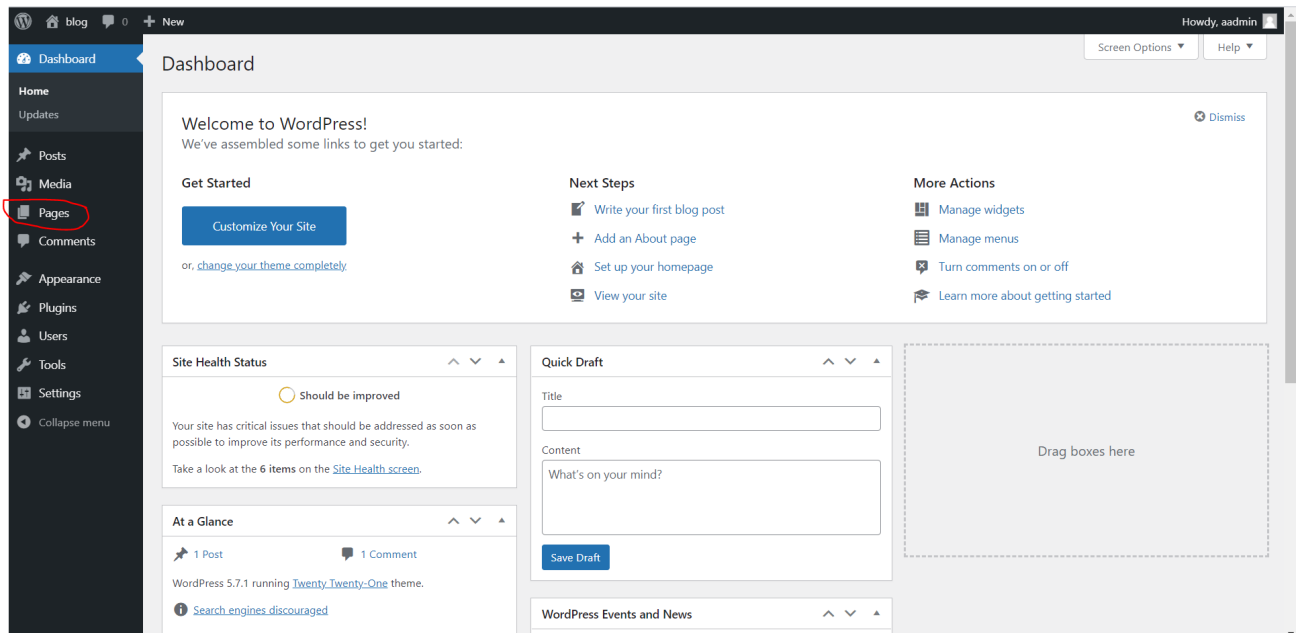 blog 0 New Howdy, aadmin
Screen Options Help
Dashboard
Home
Updates
Posts
Media
Pages
Comments
Appearance
Plugins
Users
Tools
Settings
Collapse menu
Dashboard
Welcome to WordPress!
We've assembled some links to get you started:
Dismiss
Get Started
Customize Your Site
or, change your theme completely
Next Steps
Write your first blog post
Add an About page
Set up your homepage
View your site
More Actions
Manage widgets
Manage menus
Turn comments on or off
Learn more about getting started
Site Health Status
Should be improved
Your site has critical issues that should be addressed as soon as
possible to improve its performance and security.
Take a look at the 6 items on the Site Health screen.
At a Glance
1 Post 1 Comment
WordPress 5.7.1 running Twenty Twenty-One theme.
Search engines discouraged
Quick Draft
Title
Content
What's on your mind?
Save Draft
WordPress Events and News
Drag boxes here